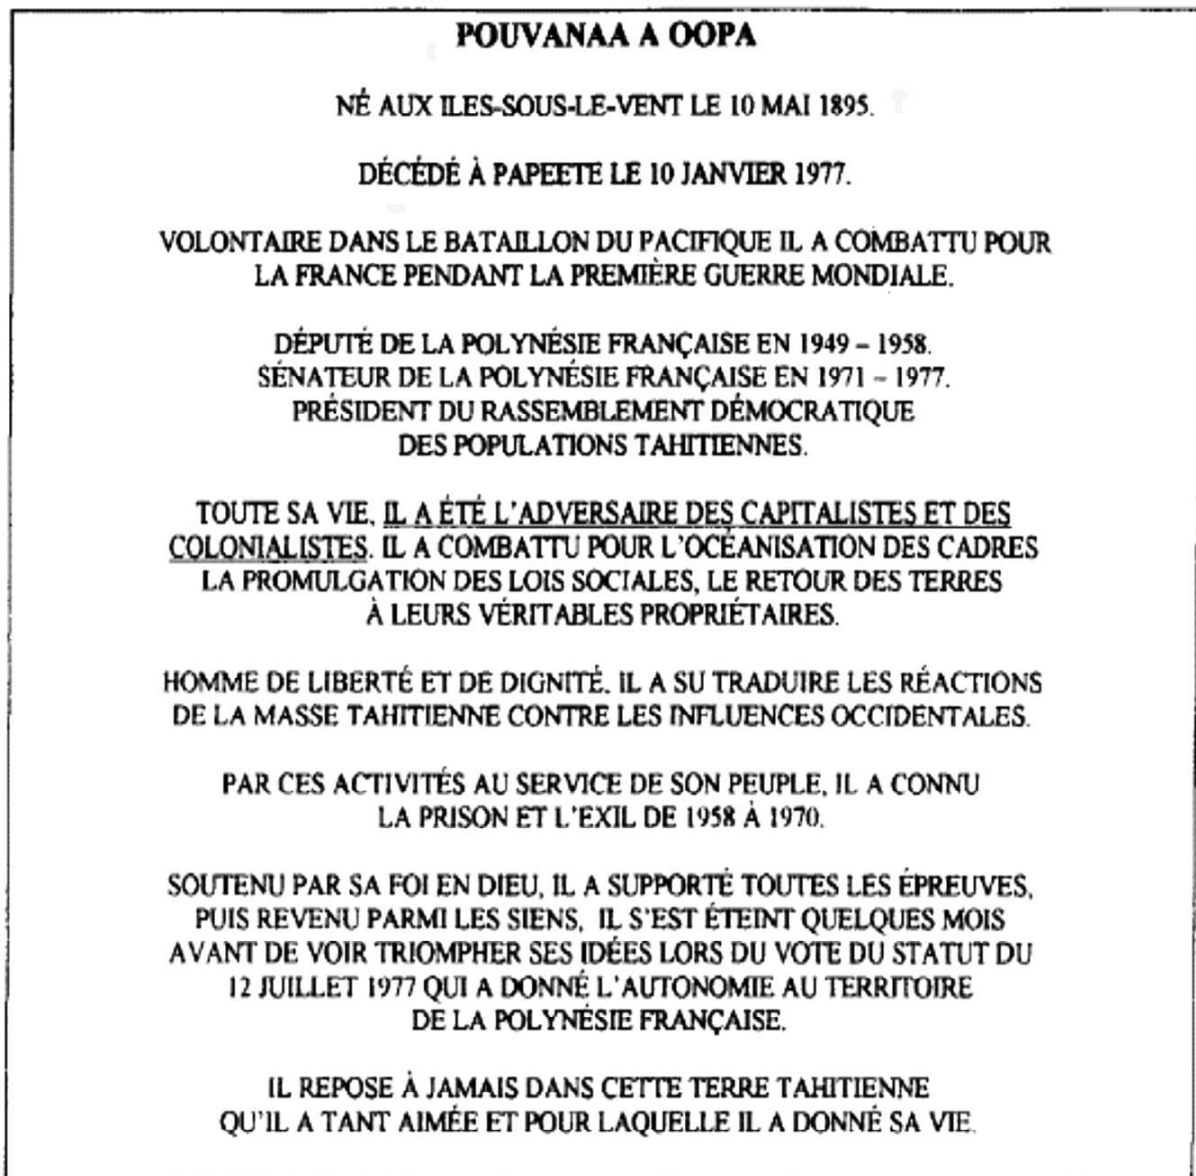 POUVANAA A OOPA
NÉ AUX ILES-SOUS-LE-VENT LE 10 MAI 1895.
DÉCÉDÉ À PAPEETE LE 10 JANVIER 1977.
VOLONTAIRE DANS LE BATAILLON DU PACIFIQUE IL A COMBATTU POUR
LA FRANCE PENDANT LA PREMIÈRE GUERRE MONDIALE.
DÉPUTÉ DE LA POLYNÉSIE FRANÇAISE EN 1949 – 1958.
SÉNATEUR DE LA POLYNÉSIE FRANÇAISE EN 1971 – 1977.
PRÉSIDENT DU RASSEMBLEMENT DÉMOCRATIQUE
DES POPULATIONS TAHITIENNES.
TOUTE SA VIE, IL A ÉTÉ L'ADVERSAIRE DES CAPITALISTES ET DES
COLONIALISTES. IL A COMBATTU POUR L'OCÉANISATION DES CADRES
LA PROMULGATION DES LOIS SOCIALES, LE RETOUR DES TERRES
À LEURS VÉRITABLES PROPRIÉTAIRES.
HOMME DE LIBERTÉ ET DE DIGNITÉ. IL A SU TRADUIRE LES RÉACTIONS
DE LA MASSE TAHITIENNE CONTRE LES INFLUENCES OCCIDENTALES.
PAR CES ACTIVITÉS AU SERVICE DE SON PEUPLE, IL A CONNU
LA PRISON ET L'EXIL DE 1958 À 1970.
SOUTENU PAR SA FOI EN DIEU, IL A SUPPORTÉ TOUTES LES ÉPREUVES,
PUIS REVENU PARMI LES SIENS, IL S'EST ÉTEINT QUELQUES MOIS
AVANT DE VOIR TRIOMPHER SES IDÉES LORS DU VOTE DU STATUT DU
12 JUILLET 1977 QUI A DONNÉ L'AUTONOMIE AU TERRITOIRE
DE LA POLYNÉSIE FRANÇAISE.
IL REPOSE À JAMAIS DANS CETTE TERRE TAHITIENNE
QU'IL A TANT AIMÉE ET POUR LAQUELLE IL A DONNÉ SA VIE.